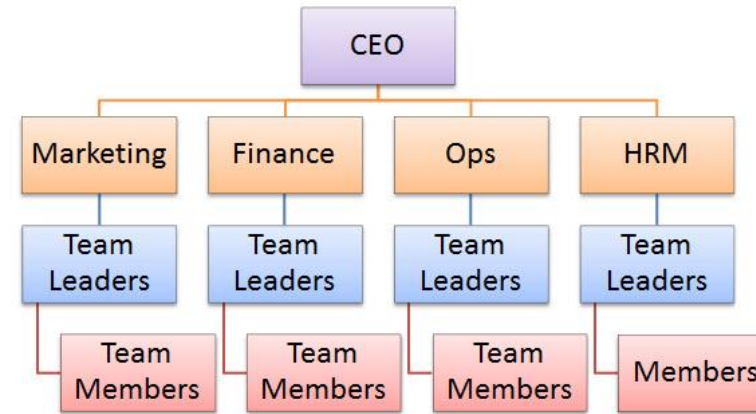 CEO
Marketing
Finance
Ops
HRM
Team
Leaders
Team
Leaders
Team
Leaders
Team
Leaders
Team
Members
Team
Members
Team
Members
Members